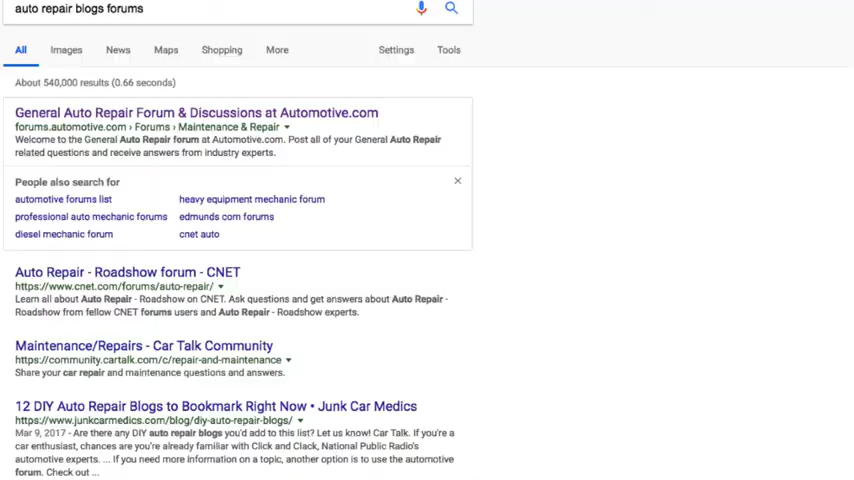 auto repair blogs forums
All Images News Maps Shopping More Settings Tools
About 540,000 results (0.66 seconds)
General Auto Repair Forum & Discussions at Automotive.com
forums.automotive.com › Forums › Maintenance & Repair
Welcome to the General Auto Repair forum at Automotive.com. Post all of your General Auto Repair
related questions and receive answers from industry experts.
People also search for
automotive forums list heavy equipment mechanic forum
professional auto mechanic forums edmunds com forums
diesel mechanic forum cnet auto
Auto Repair - Roadshow forum - CNET
https://www.cnet.com/forums/auto-repair/
Learn all about Auto Repair - Roadshow on CNET. Ask questions and get answers about Auto Repair -
Roadshow from fellow CNET forums users and Auto Repair - Roadshow experts.
Maintenance/Repairs - Car Talk Community
https://community.cartalk.com/c/repair-and-maintenance
Share your car repair and maintenance questions and answers.
12 DIY Auto Repair Blogs to Bookmark Right Now • Junk Car Medics
https://www.junkcarmedics.com/blog/diy-auto-repair-blogs/
Mar 9, 2017 - Are there any DIY auto repair blogs you'd add to this list? Let us know! Car Talk. If you're a
car enthusiast, chances are you're already familiar with Click and Clack, National Public Radio's
automotive experts. ... If you need more information on a topic, another option is to use the automotive
forum. Check out ...